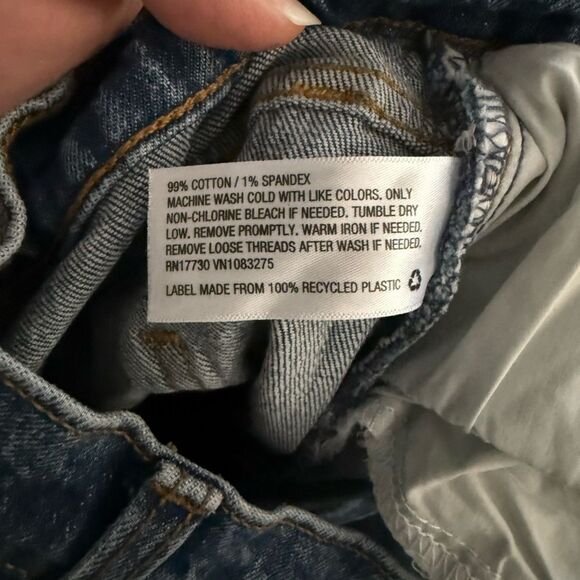 99% COTTON / 1% SPANDEX
MACHINE WASH COLD WITH LIKE COLORS. ONLY
NON-CHLORINE BLEACH IF NEEDED. TUMBLE DRY
LOW. REMOVE PROMPTLY. WARM IRON IF NEEDED.
REMOVE LOOSE THREADS AFTER WASH IF NEEDED.
RN17730 VN1083275
LABEL MADE FROM 100% RECYCLED PLASTIC